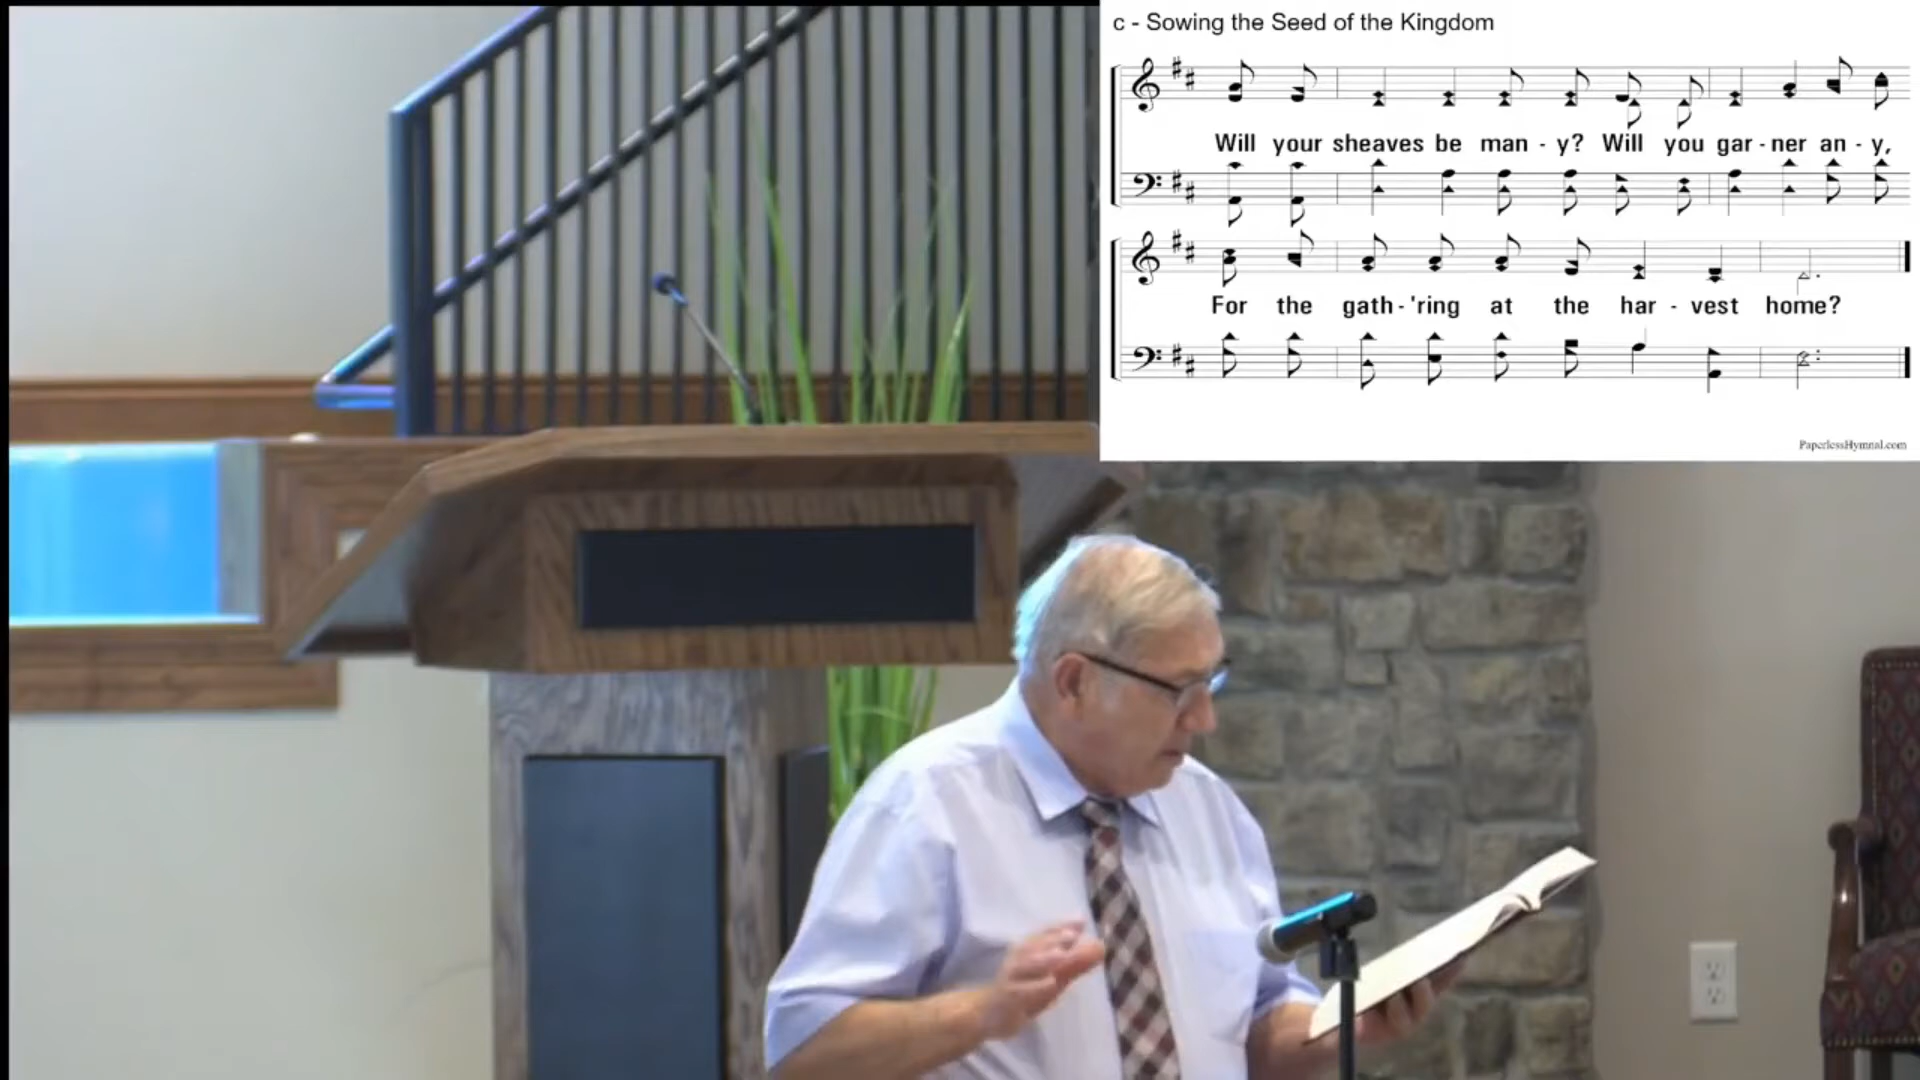 c - Sowing the Seed of the Kingdom
Will your sheaves be man - y? Will you gar - ner an - y,
For the gath - 'ring at the har - vest home?
PaperlessHymnal.com